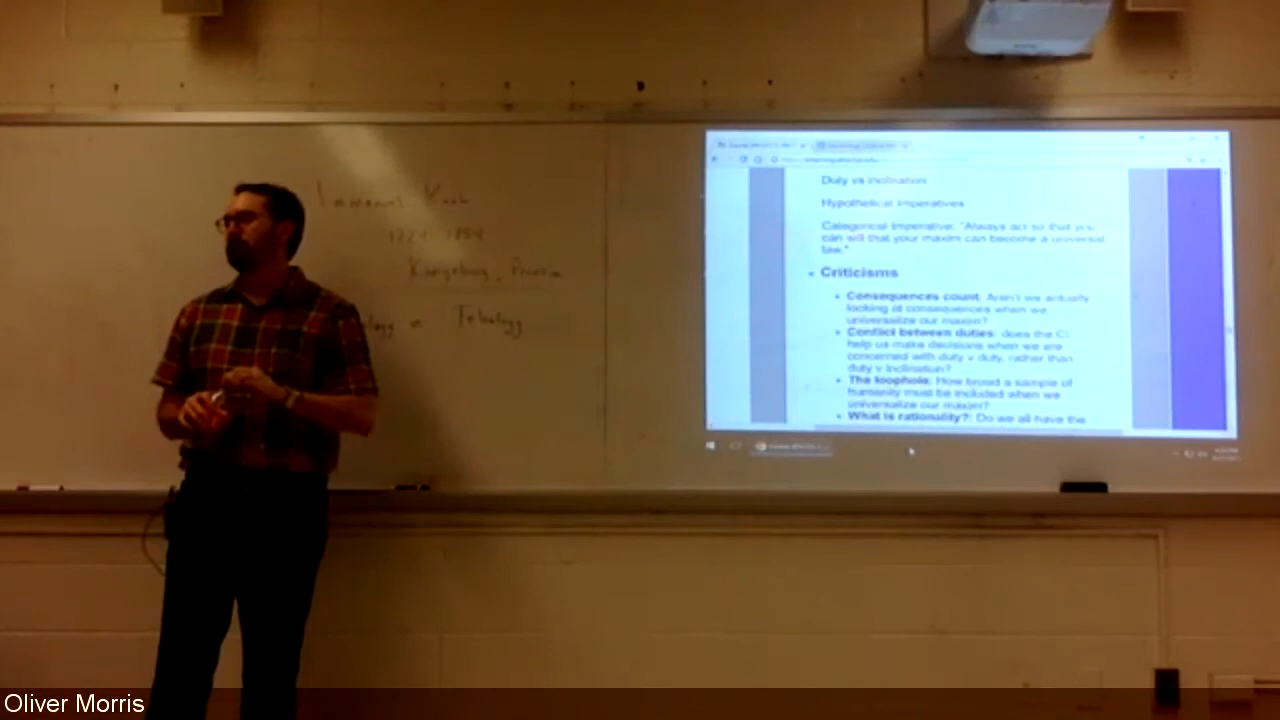 Immanuel Kant
Konigsberg, Prussia
Teleology
Duty vs inclination
Hypothetical Imperatives
Categorical Imperative: "Always act so that you
can will that your maxim can become a universal
law."
• Criticisms
• Consequences count: Aren't we actually
looking at consequences when we
universalize our maxim?
• Conflict between duties: does the CI
help us make decisions when we are
concerned with duty v duty, rather than
duty v inclination?
• The loophole: How broad a sample of
humanity must be included when we
universalize our maxim?
• What is rationality?: Do we all have the
Oliver Morris